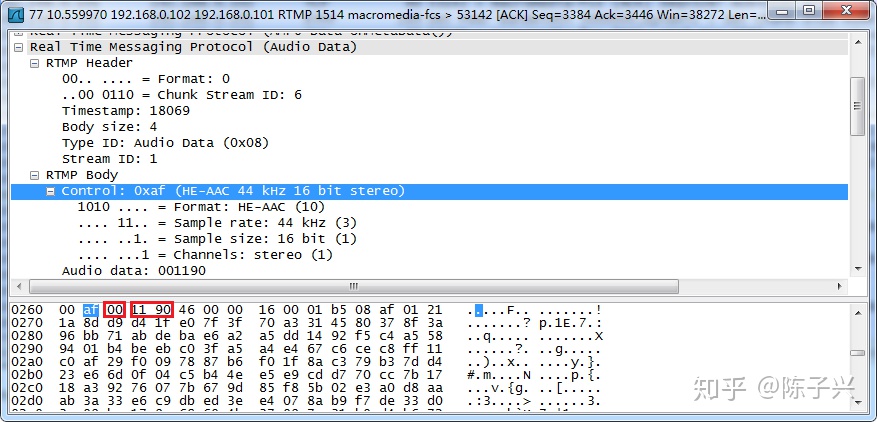 77 10.559970 192.168.0.102 192.168.0.101 RTMP 1514 macromedia-fcs > 53142 [ACK] Seq=3384 Ack=3446 Win=38272 Len=...
Real Time Messaging Protocol (Audio Data)
RTMP Header
00.. .... = Format: 0
..00 0110 = Chunk Stream ID: 6
Timestamp: 18069
Body size: 4
Type ID: Audio Data (0x08)
Stream ID: 1
RTMP Body
Control: 0xaf (HE-AAC 44 kHz 16 bit stereo)
1010 .... = Format: HE-AAC (10)
.... 11.. = Sample rate: 44 kHz (3)
.... ..1. = Sample size: 16 bit (1)
.... ...1 = Channels: stereo (1)
Audio data: 001190
0260 00 af 00 11 90 46 00 00 16 00 01 b5 08 af 01 21 .....F.. .......!
0270 1a 8d d9 d4 1f e0 7f 3f 70 a3 31 45 80 37 8f 3a .......? p.1E.7.:
0280 96 bb 71 ab de ba e6 a2 a5 dd 14 92 f5 c4 a5 58 ..q..... .......X
0290 94 01 b4 be eb c0 3f a5 a4 e4 67 c6 ce c8 ff 11 ......?. ..g.....
02a0 c0 af 29 f0 09 78 87 b6 f0 1f 8a c3 79 b3 7d d4 ..)..x.. ....y.}.
02b0 23 e6 6d 0f 04 c5 b4 4e e5 e9 cd d7 70 cc 7b 17 #.m....N ....p.{.
02c0 18 a3 92 76 07 7b 67 9d 85 f8 5b 02 e3 a0 d8 aa ...v.{g. ..[.....
02d0 ab 3a 33 e6 c9 db ed 3e e4 07 8a b9 f7 de 33 d0 .:3....> ......3.
知乎 @陈子兴